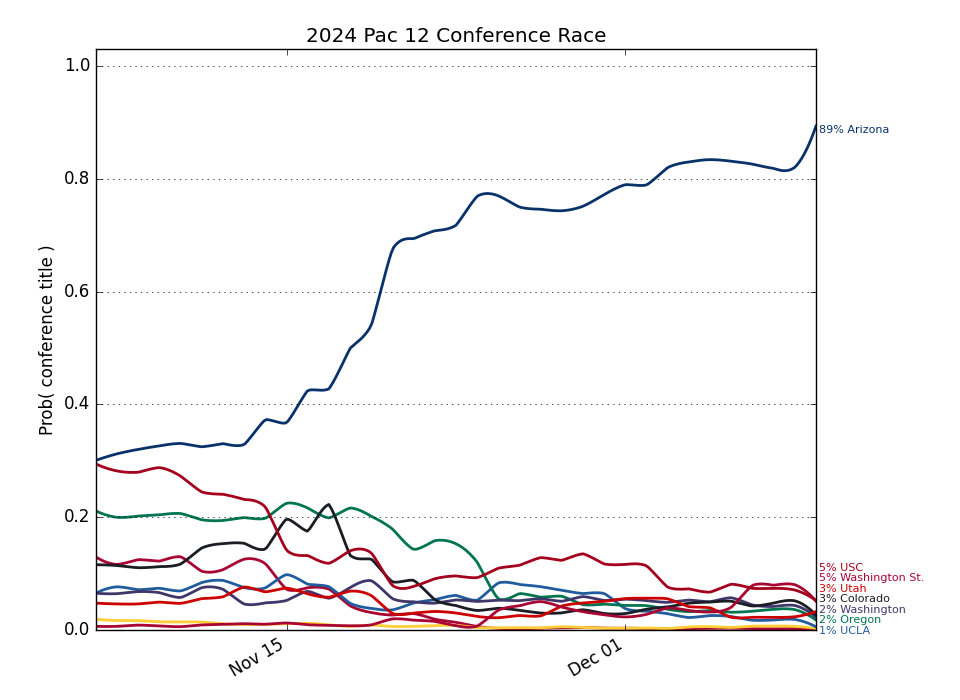 2024 Pac 12 Conference Race
Prob( conference title )
1.0
0.8
0.6
0.4
0.2
0.0
Nov 15
Dec 01
89% Arizona
5% USC
5% Washington St.
3% Utah
3% Colorado
2% Washington
2% Oregon
1% UCLA